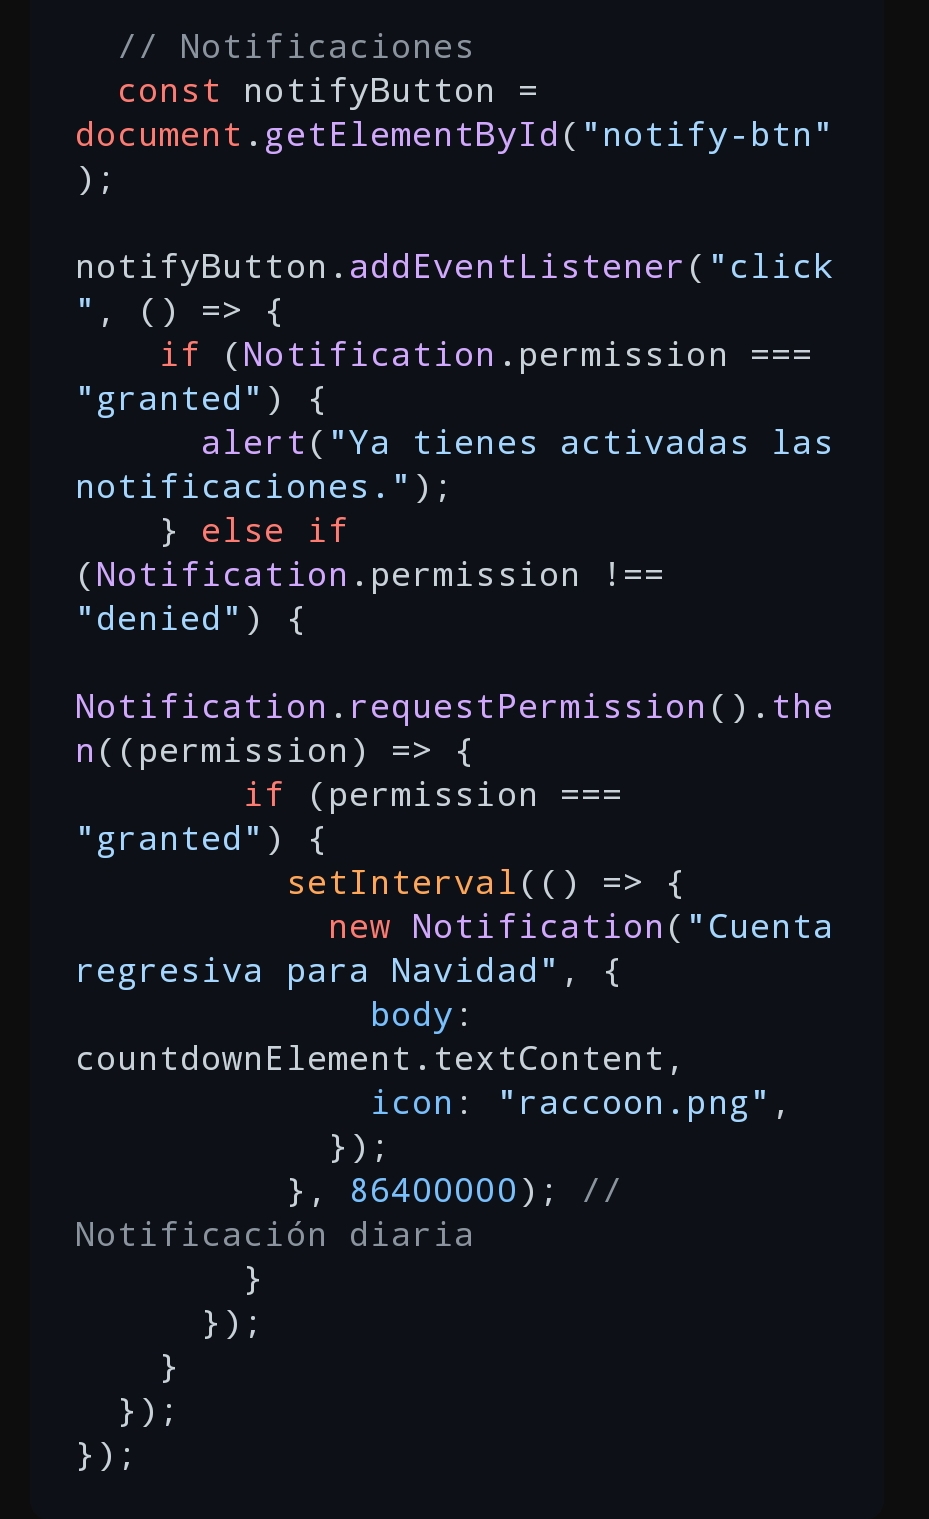 // Notificaciones
const notifyButton =
document.getElementById("notify-btn"
);
notifyButton.addEventListener("click
", () => {
if (Notification.permission ===
"granted") {
alert("Ya tienes activadas las
notificaciones.");
} else if
(Notification.permission !==
"denied") {
Notification.requestPermission().the
n((permission) => {
if (permission ===
"granted") {
setInterval(() => {
new Notification("Cuenta
regresiva para Navidad", {
body:
countdownElement.textContent,
icon: "raccoon.png",
});
}, 86400000); //
Notificación diaria
}
});
}
});
});